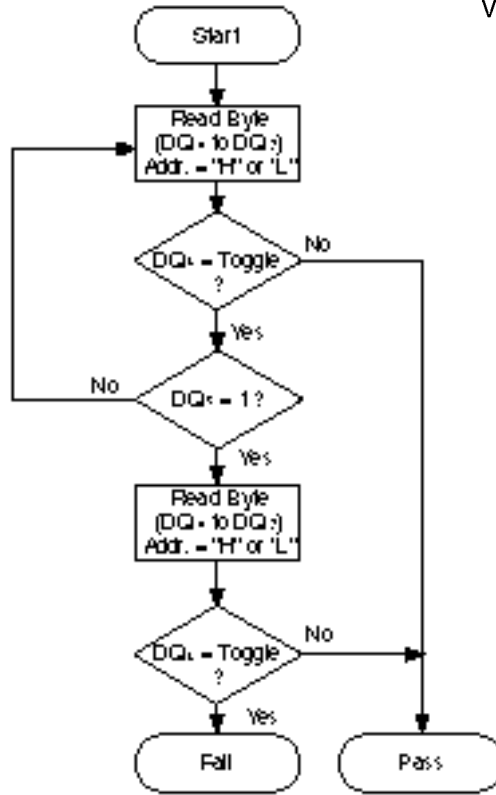 V
Start
Read Byte
(DQ to DQ)
Addr. = "H" or "L"
No
DQ = Toggle
?
Yes
No
DQ = 1?
Yes
Read Byte
(DQ to DQ)
Addr. = "H" or "L"
No
DQ = Toggle
?
Yes
Fail
Pass